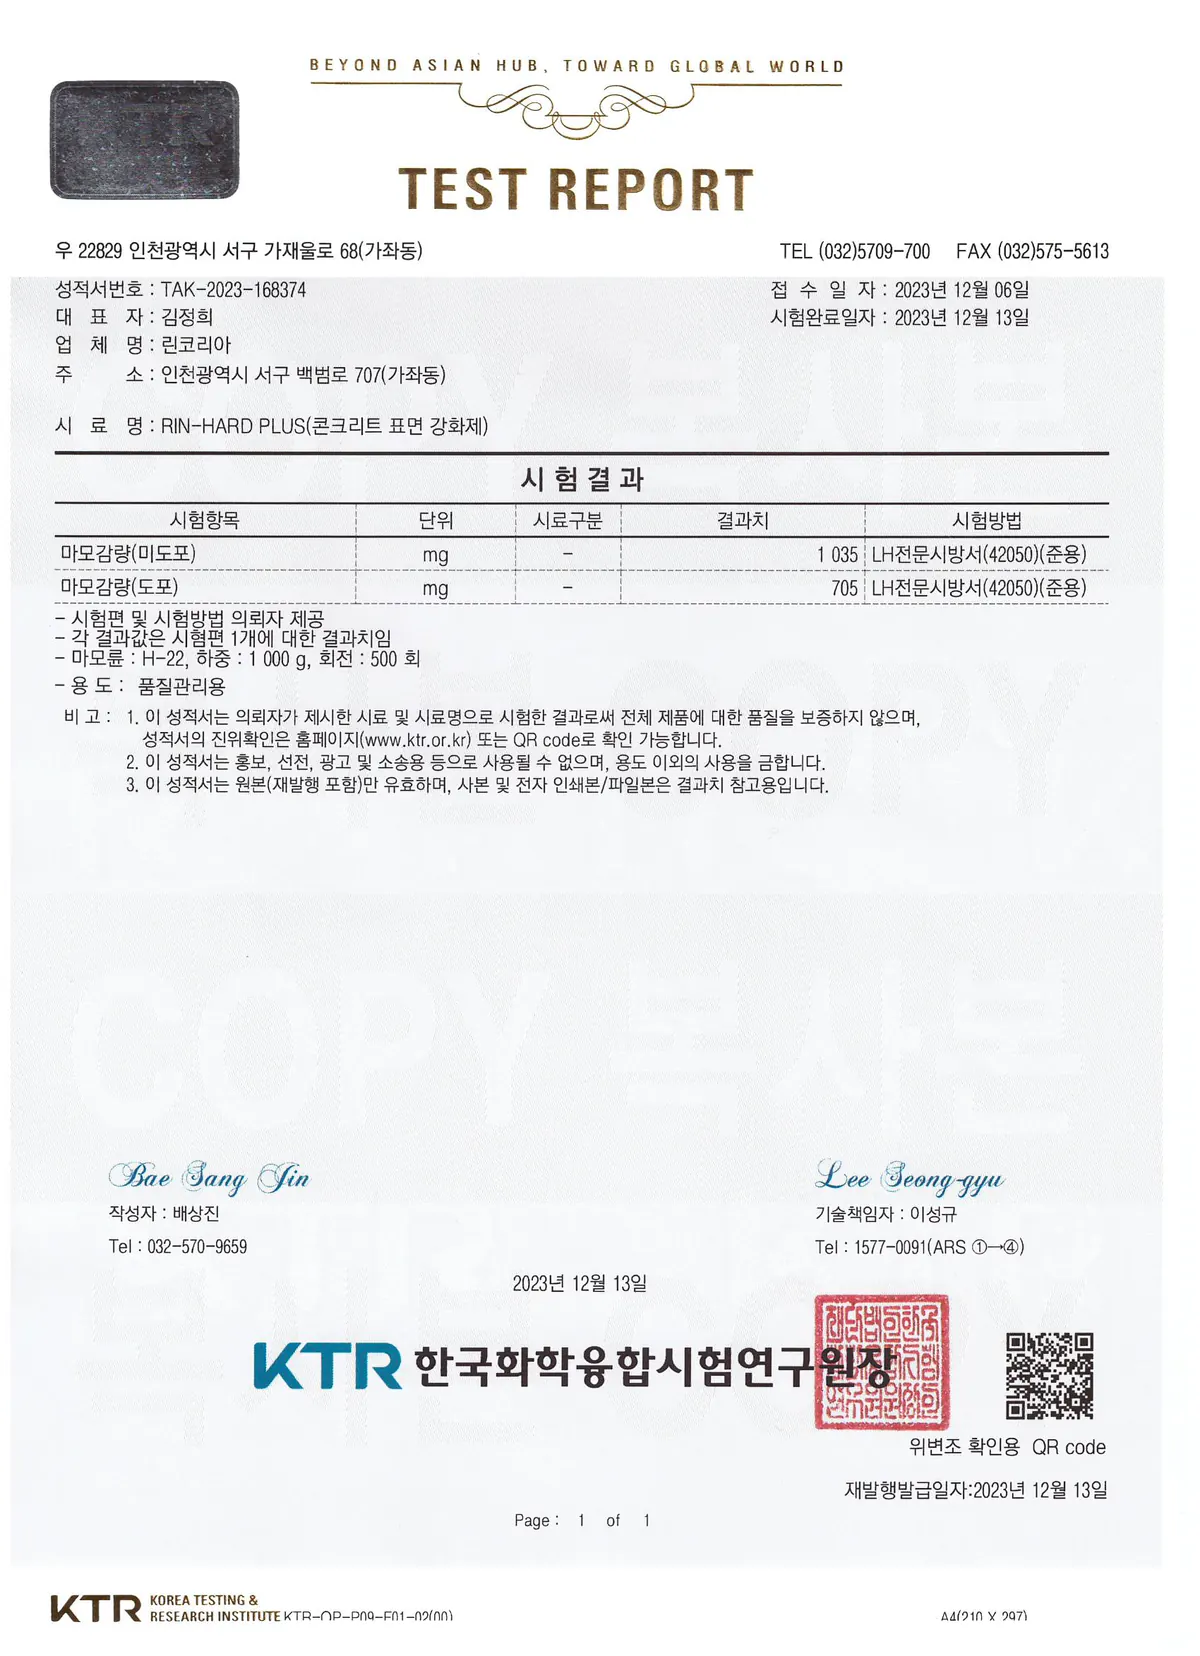 BEYOND ASIAN HUB, TOWARD GLOBAL WORLD
KTR
TEST REPORT
우 22829 인천광역시 서구 가재울로 68(가좌동) TEL (032)5709-700 FAX (032)575-5613
성적서번호 : TAK-2023-168374 접 수 일 자 : 2023년 12월 06일
대 표 자 : 김정희 시험완료일자 : 2023년 12월 13일
업 체 명 : 린코리아
주 소 : 인천광역시 서구 백범로 707(가좌동)
시 료 명 : RIN-HARD PLUS(콘크리트 표면 강화제)
시 험 결 과
시험항목 단위 시료구분 결과치 시험방법
마모감량(미도포) mg - 1 035 LH전문시방서(42050)(준용)
마모감량(도포) mg - 705 LH전문시방서(42050)(준용)
- 시험편 및 시험방법 의뢰자 제공
- 각 결과값은 시험편 1개에 대한 결과치임
- 마모륜 : H-22, 하중 : 1 000 g, 회전 : 500 회
- 용 도 : 품질관리용
비 고 : 1. 이 성적서는 의뢰자가 제시한 시료 및 시료명으로 시험한 결과로써 전체 제품에 대한 품질을 보증하지 않으며,
성적서의 진위확인은 홈페이지(www.ktr.or.kr) 또는 QR code로 확인 가능합니다.
2. 이 성적서는 홍보, 선전, 광고 및 소송용 등으로 사용될 수 없으며, 용도 이외의 사용을 금합니다.
3. 이 성적서는 원본(재발행 포함)만 유효하며, 사본 및 전자 인쇄본/파일본은 결과치 참고용입니다.
COPY 복사본
Bae Sang Jin Lee Seong-gyu
작성자 : 배상진 기술책임자 : 이성규
Tel : 032-570-9659 Tel : 1577-0091(ARS ①→④)
2023년 12월 13일
KTR 한국화학융합시험연구원장
위변조 확인용 QR code
재발행발급일자:2023년 12월 13일
Page : 1 of 1
KTR KOREA TESTING &
RESEARCH INSTITUTE KTR-QP-P09-F01-02(00) A4(210 X 297)